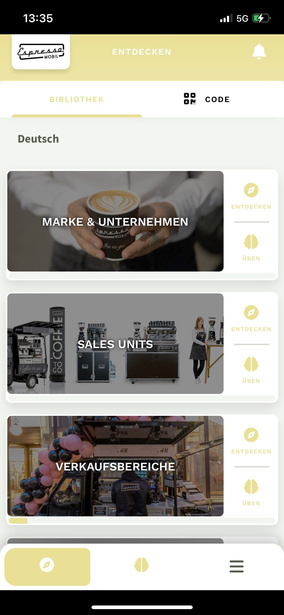 13:35
5G
Espresso
MOBIL
ENTDECKEN
BIBLIOTHEK
CODE
Deutsch
MARKE & UNTERNEHMEN
ENTDECKEN
ÜBEN
COFFEE
SALES UNITS
ENTDECKEN
ÜBEN
VERKAUFSBEREICHE
ENTDECKEN
ÜBEN